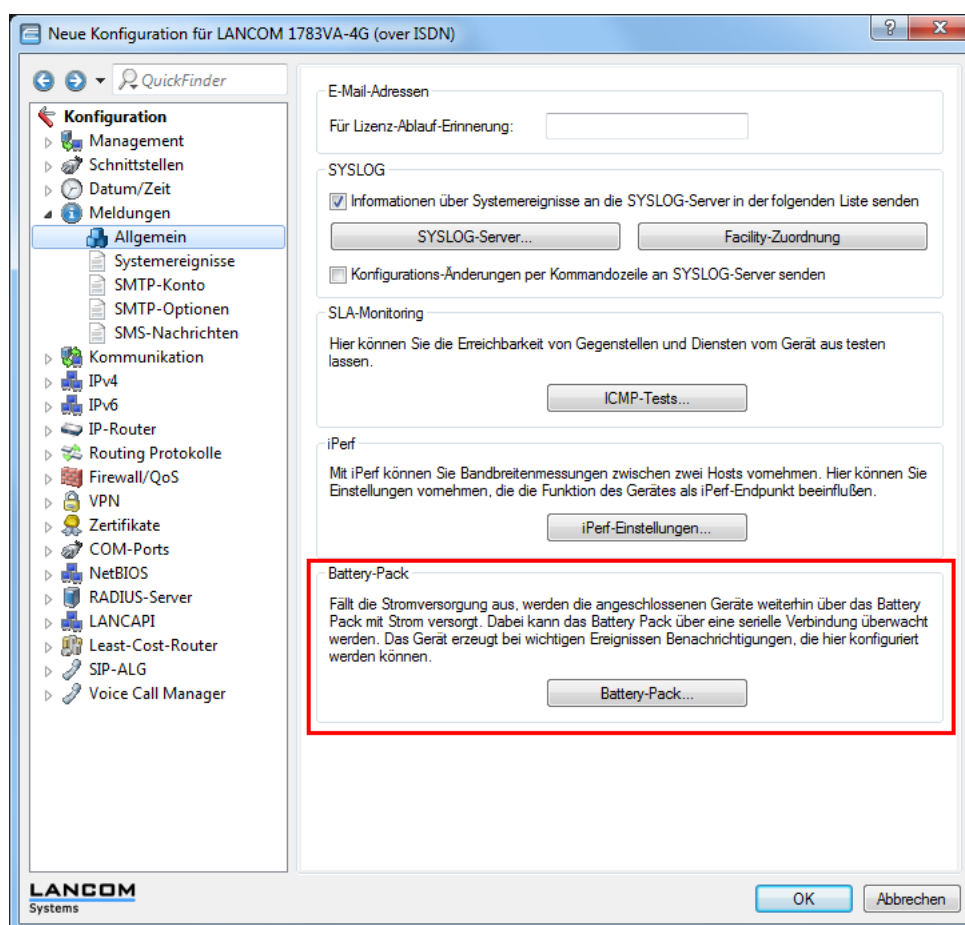 Neue Konfiguration für LANCOM 1783VA-4G (over ISDN)
QuickFinder
Konfiguration
Management
Schnittstellen
Datum/Zeit
Meldungen
Allgemein
Systemereignisse
SMTP-Konto
SMTP-Optionen
SMS-Nachrichten
Kommunikation
IPv4
IPv6
IP-Router
Routing Protokolle
Firewall/QoS
VPN
Zertifikate
COM-Ports
NetBIOS
RADIUS-Server
LANCAPI
Least-Cost-Router
SIP-ALG
Voice Call Manager
E-Mail-Adressen
Für Lizenz-Ablauf-Erinnerung:
SYSLOG
Informationen über Systemereignisse an die SYSLOG-Server in der folgenden Liste senden
SYSLOG-Server... Facility-Zuordnung
Konfigurations-Änderungen per Kommandozeile an SYSLOG-Server senden
SLA-Monitoring
Hier können Sie die Erreichbarkeit von Gegenstellen und Diensten vom Gerät aus testen
lassen.
ICMP-Tests...
iPerf
Mit iPerf können Sie Bandbreitenmessungen zwischen zwei Hosts vornehmen. Hier können Sie
Einstellungen vornehmen, die die Funktion des Gerätes als iPerf-Endpunkt beeinflußen.
iPerf-Einstellungen...
Battery-Pack
Fällt die Stromversorgung aus, werden die angeschlossenen Geräte weiterhin über das Battery
Pack mit Strom versorgt. Dabei kann das Battery Pack über eine serielle Verbindung überwacht
werden. Das Gerät erzeugt bei wichtigen Ereignissen Benachrichtigungen, die hier konfiguriert
werden können.
Battery-Pack...
LANCOM
Systems
OK Abbrechen